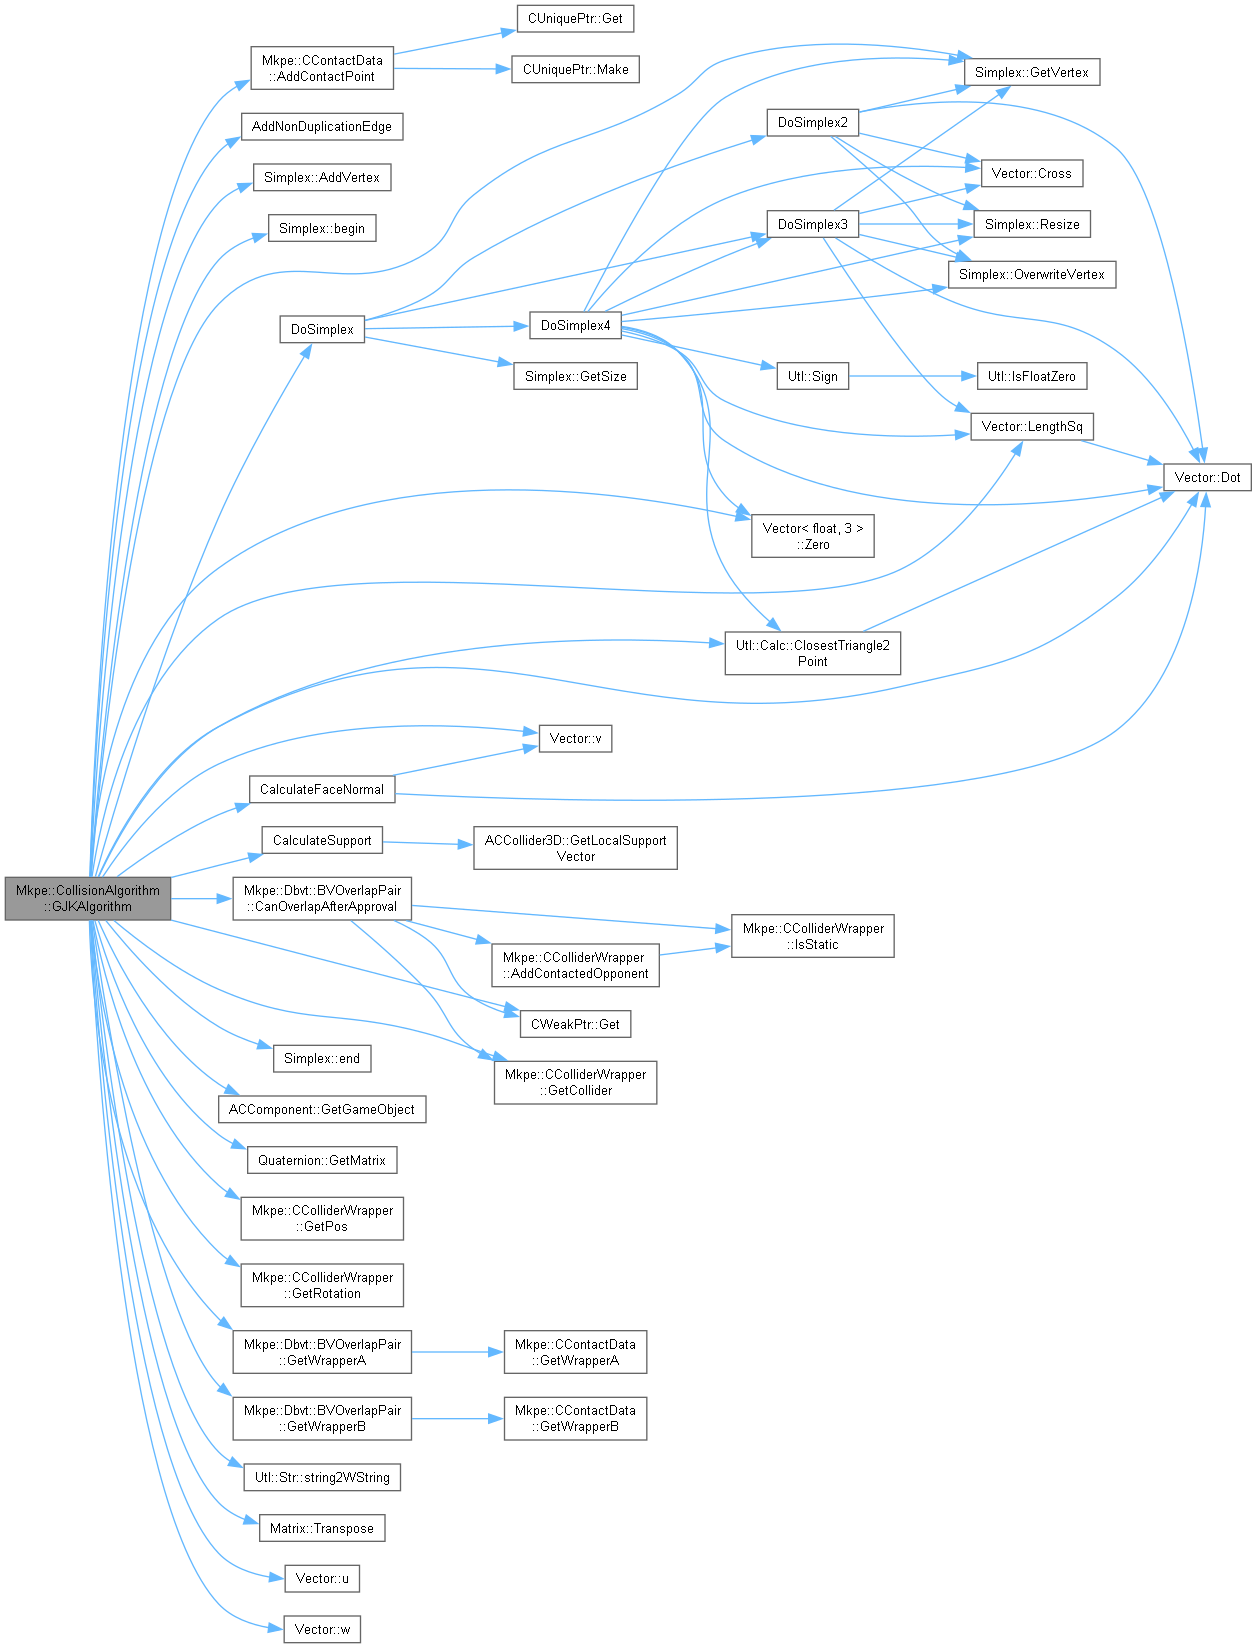 CUniquePtr::Get
Mkpe::CContactData
::AddContactPoint
CUniquePtr::Make
Simplex::GetVertex
AddNonDuplicationEdge
DoSimplex2
Simplex::AddVertex
Vector::Cross
Simplex::begin
DoSimplex3
Simplex::Resize
Simplex::OverwriteVertex
DoSimplex
DoSimplex4
Simplex::GetSize
Utl::Sign
Utl::IsFloatZero
Vector::LengthSq
Vector::Dot
Vector< float, 3 >
::Zero
Utl::Calc::ClosestTriangle2
Point
Vector::v
CalculateFaceNormal
CalculateSupport
ACCollider3D::GetLocalSupport
Vector
Mkpe::CollisionAlgorithm
::GJKAlgorithm
Mkpe::Dbvt::BVOverlapPair
::CanOverlapAfterApproval
Mkpe::CColliderWrapper
::IsStatic
Mkpe::CColliderWrapper
::AddContactedOpponent
CWeakPtr::Get
Simplex::end
Mkpe::CColliderWrapper
::GetCollider
ACComponent::GetGameObject
Quaternion::GetMatrix
Mkpe::CColliderWrapper
::GetPos
Mkpe::CColliderWrapper
::GetRotation
Mkpe::Dbvt::BVOverlapPair
::GetWrapperA
Mkpe::CContactData
::GetWrapperA
Mkpe::Dbvt::BVOverlapPair
::GetWrapperB
Mkpe::CContactData
::GetWrapperB
Utl::Str::string2WString
Matrix::Transpose
Vector::u
Vector::w